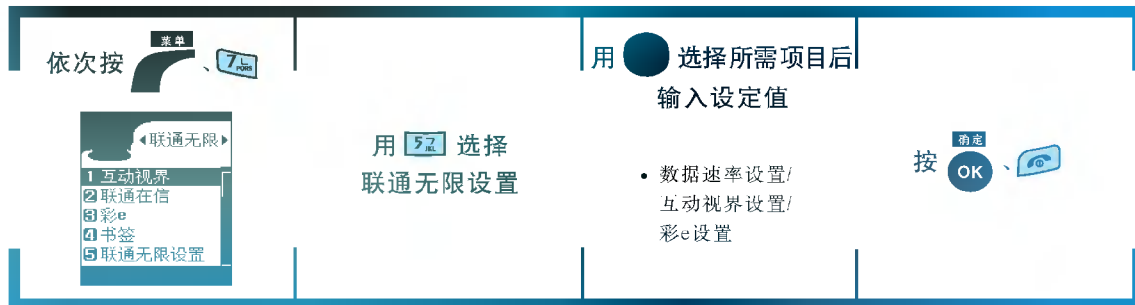 菜单
依次按 、 7 PQRS
联通无限
1 互动视界
2 联通在信
3 彩e
4 书签
5 联通无限设置
用 5 JKL 选择
联通无限设置
用 选择所需项目后
输入设定值
• 数据速率设置/
互动视界设置/
彩e设置
确定
按 OK 、